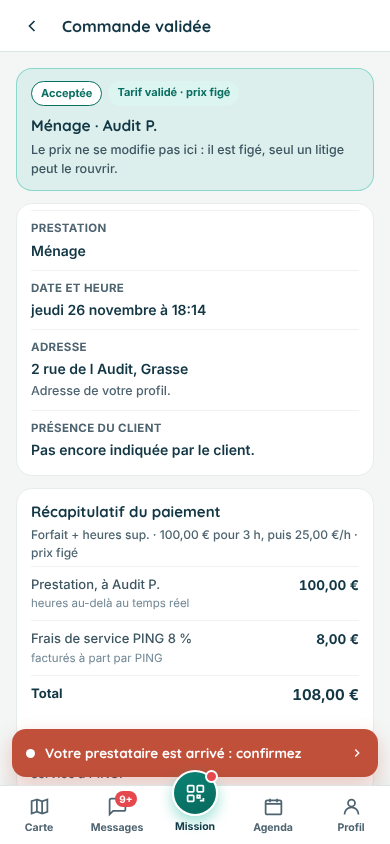 Commande validée
Acceptée
Tarif validé · prix figé
Ménage · Audit P.
Le prix ne se modifie pas ici : il est figé, seul un litige
peut le rouvrir.
PRESTATION
Ménage
DATE ET HEURE
jeudi 26 novembre à 18:14
ADRESSE
2 rue de l Audit, Grasse
Adresse de votre profil.
PRÉSENCE DU CLIENT
Pas encore indiquée par le client.
Récapitulatif du paiement
Forfait + heures sup. · 100,00 € pour 3 h, puis 25,00 €/h ·
prix figé
Prestation, à Audit P. 100,00 €
heures au-delà au temps réel
Frais de service PING 8 % 8,00 €
facturés à part par PING
Total 108,00 €
Votre prestataire est arrivé : confirmez
9+
Carte Messages Mission Agenda Profil